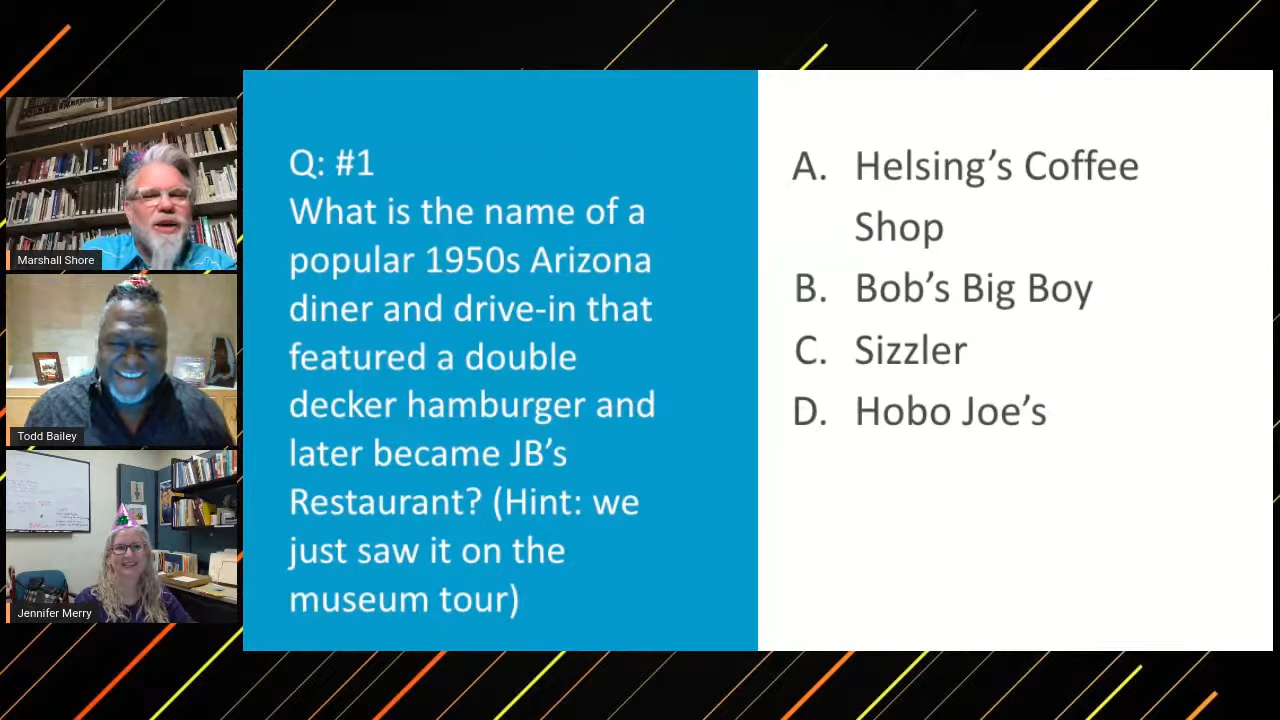 Marshall Shore
Todd Bailey
Jennifer Merry
Q: #1
What is the name of a
popular 1950s Arizona
diner and drive-in that
featured a double
decker hamburger and
later became JB’s
Restaurant? (Hint: we
just saw it on the
museum tour)
A. Helsing’s Coffee
Shop
B. Bob’s Big Boy
C. Sizzler
D. Hobo Joe’s